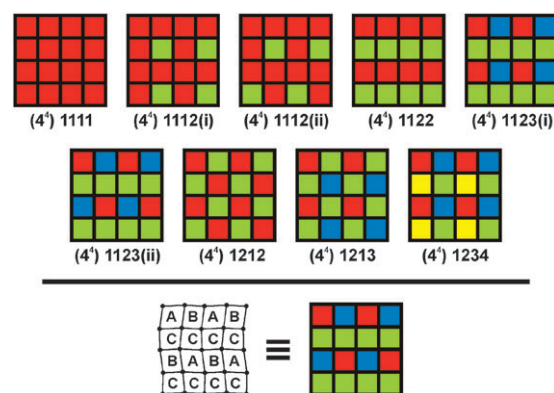 (4⁴) 1111 (4⁴) 1112(i) (4⁴) 1112(ii) (4⁴) 1122 (4⁴) 1123(i)
(4⁴) 1123(ii) (4⁴) 1212 (4⁴) 1213 (4⁴) 1234
A B A B
C C C C ≡
B A B A
C C C C